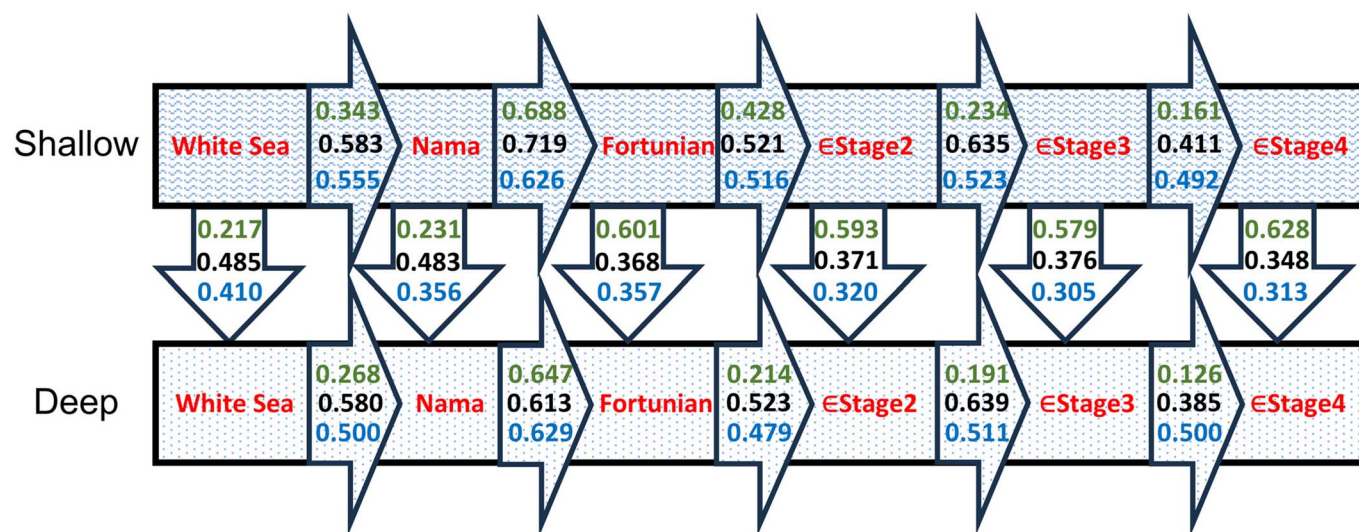 0.343 0.688 0.428 0.234 0.161
Shallow White Sea 0.583 Nama 0.719 Fortunian 0.521 ∈Stage2 0.635 ∈Stage3 0.411 ∈Stage4
0.555 0.626 0.516 0.523 0.492
0.217 0.231 0.601 0.593 0.579 0.628
0.485 0.483 0.368 0.371 0.376 0.348
0.410 0.356 0.357 0.320 0.305 0.313
0.268 0.647 0.214 0.191 0.126
Deep White Sea 0.580 Nama 0.613 Fortunian 0.523 ∈Stage2 0.639 ∈Stage3 0.385 ∈Stage4
0.500 0.629 0.479 0.511 0.500